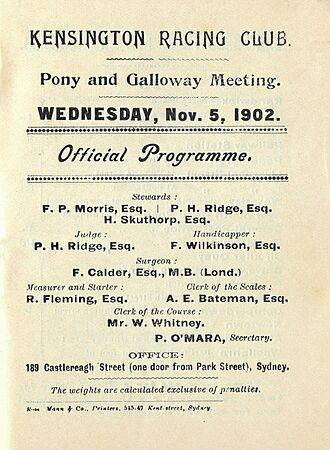 KENSINGTON RACING CLUB.
Pony and Galloway Meeting.
WEDNESDAY, Nov. 5, 1902.
Official Programme.
Stewards:
F. P. Morris, Esq. | P. H. Ridge, Esq.
H. Skuthorp, Esq.
Judge: Handicapper:
P. H. Ridge, Esq. F. Wilkinson, Esq.
Surgeon:
F. Calder, Esq., M.B. (Lond.)
Measurer and Starter: Clerk of the Scales:
R. Fleming, Esq. A. E. Bateman, Esq.
Clerk of the Course:
Mr. W. Whitney.
P. O'MARA, Secretary.
OFFICE:
189 Castlereagh Street (one door from Park Street), Sydney.
The weights are calculated exclusive of penalties.
Mann & Co., Printers, Kent-street, Sydney.